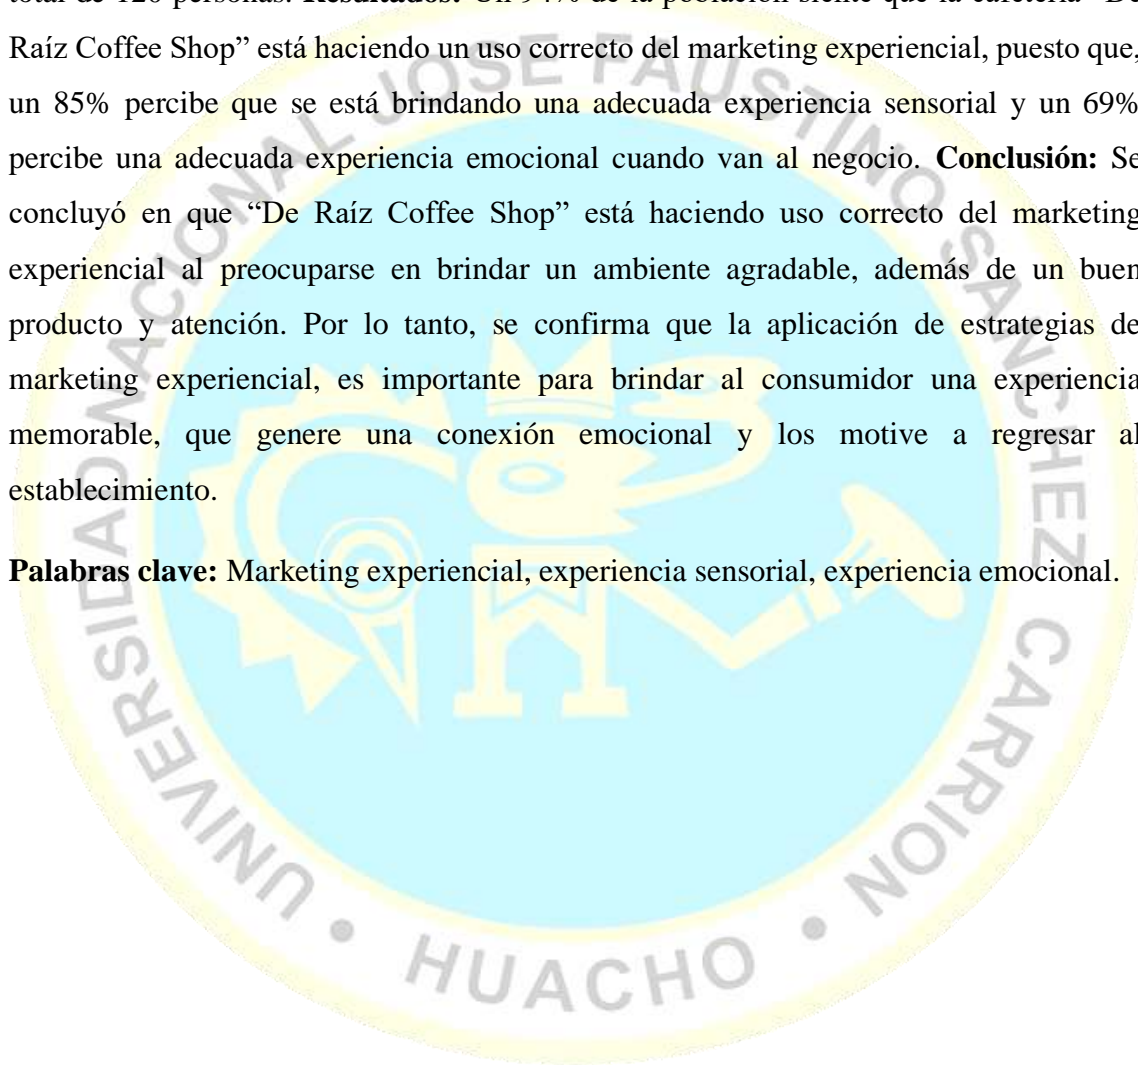 total de 120 personas. Resultados: Un 94% de la población siente que la cafetería “De
Raíz Coffee Shop” está haciendo un uso correcto del marketing experiencial, puesto que,
un 85% percibe que se está brindando una adecuada experiencia sensorial y un 69%
percibe una adecuada experiencia emocional cuando van al negocio. Conclusión: Se
concluyó en que “De Raíz Coffee Shop” está haciendo uso correcto del marketing
experiencial al preocuparse en brindar un ambiente agradable, además de un buen
producto y atención. Por lo tanto, se confirma que la aplicación de estrategias de
marketing experiencial, es importante para brindar al consumidor una experiencia
memorable, que genere una conexión emocional y los motive a regresar al
establecimiento.
Palabras clave: Marketing experiencial, experiencia sensorial, experiencia emocional.
UNIVERSIDAD NACIONAL JOSE FAUSTINO SANCHEZ CARRION
• HUACHO •